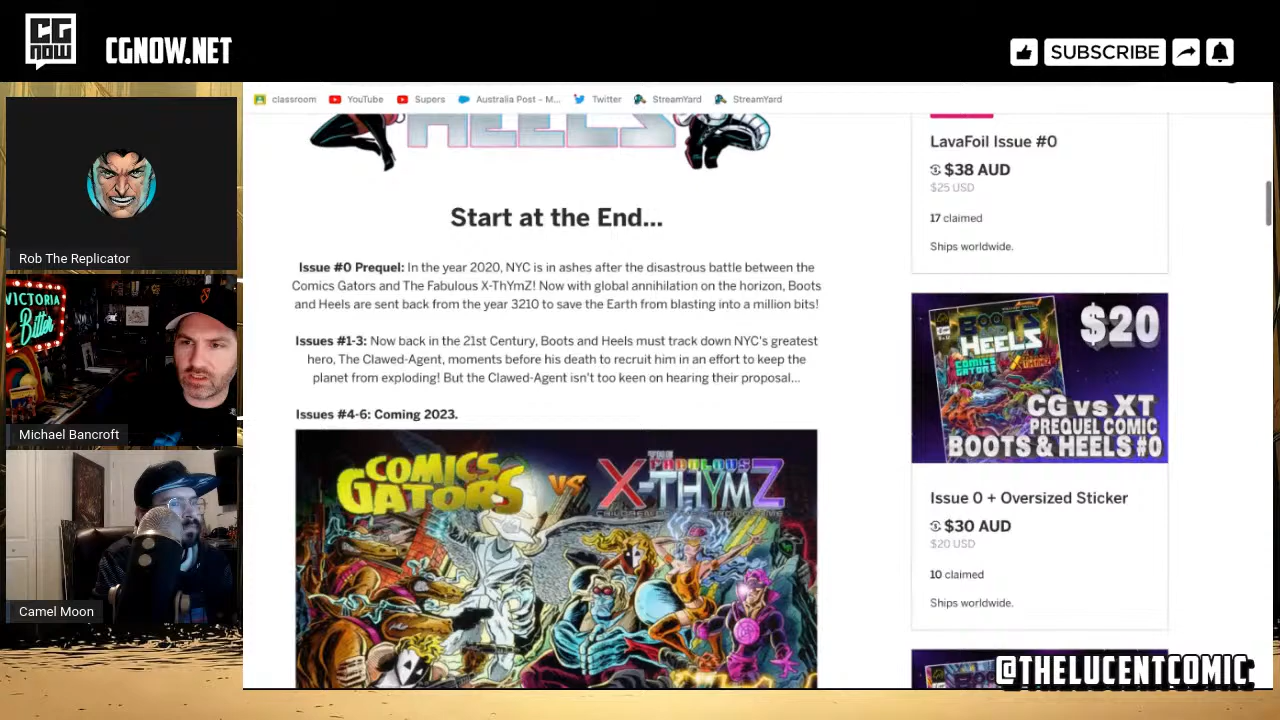 CG
NOW
CGNOW.NET
SUBSCRIBE
classroom
YouTube
Supers
Australia Post – M...
Twitter
StreamYard
StreamYard
Rob The Replicator
VICTORIA
Bitter
Michael Bancroft
Camel Moon
HEELS
Start at the End...
Issue #0 Prequel: In the year 2020, NYC is in ashes after the disastrous battle between the
Comics Gators and The Fabulous X-ThYmZ! Now with global annihilation on the horizon, Boots
and Heels are sent back from the year 3210 to save the Earth from blasting into a million bits!
Issues #1-3: Now back in the 21st Century, Boots and Heels must track down NYC's greatest
hero, The Clawed-Agent, moments before his death to recruit him in an effort to keep the
planet from exploding! But the Clawed-Agent isn't too keen on hearing their proposal...
Issues #4-6: Coming 2023.
COMICS
GATORS
VS
THE
FABULOUS
X-THYMZ
LavaFoil Issue #0
$38 AUD
$25 USD
17 claimed
Ships worldwide.
BOOTS
HEELS
COMICS
GATORS
$20
CG vs XT
PREQUEL COMIC
BOOTS & HEELS #0
Issue 0 + Oversized Sticker
$30 AUD
$20 USD
10 claimed
Ships worldwide.
@THELUCENTCOMIC